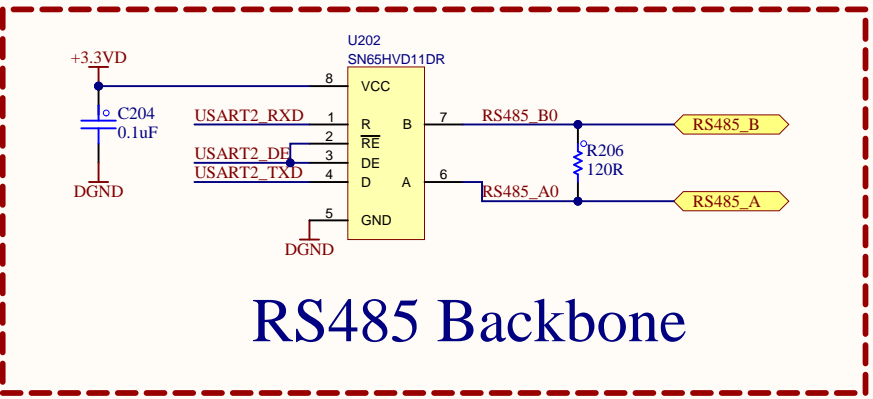 U202
SN65HVD11DR
+3.3VD
8 VCC
C204
0.1uF
USART2_RXD 1 R B 7 RS485_B0 RS485_B
2 RE
USART2_DE 3 DE
R206
120R
USART2_TXD 4 D A 6 RS485_A0 RS485_A
DGND
5 GND
DGND
RS485 Backbone